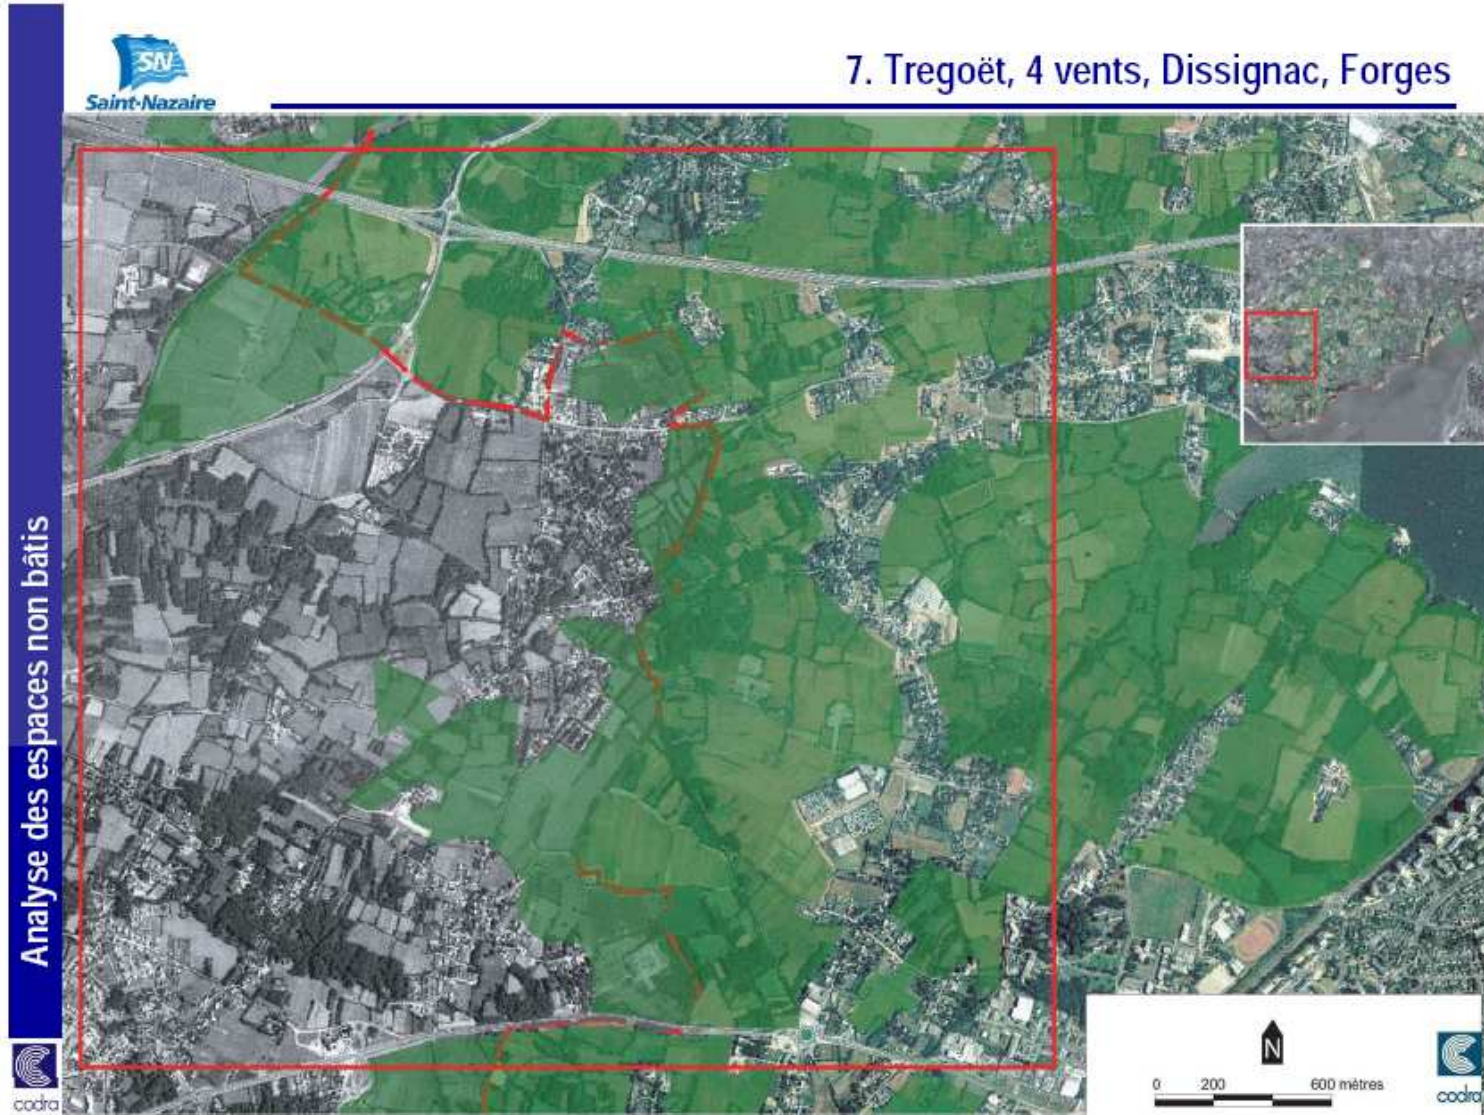 SN
Saint-Nazaire
7. Tregoët, 4 vents, Dissignac, Forges
Analyse des espaces non bâtis
N
0 200 600 mètres
codra
codra